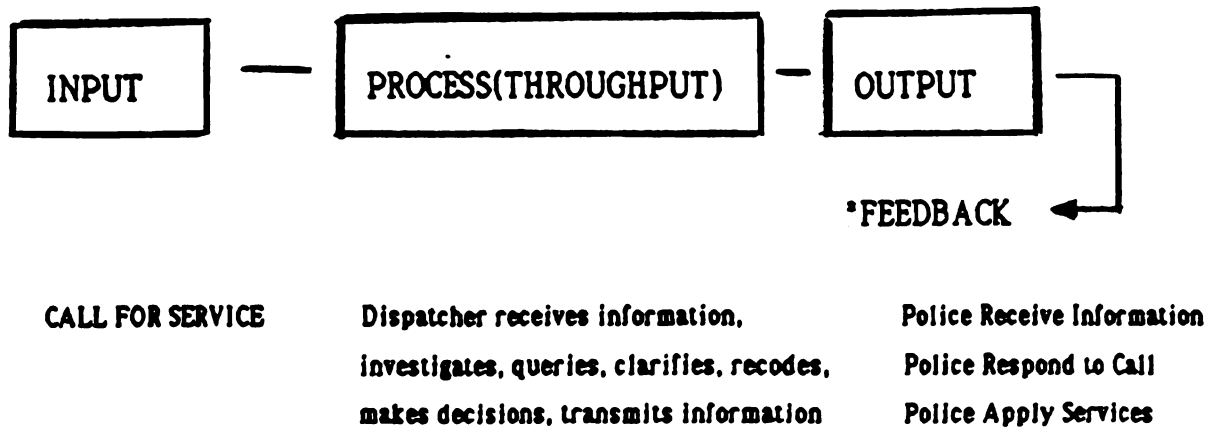 INPUT
PROCESS(THROUGHPUT)
OUTPUT
*FEEDBACK
CALL FOR SERVICE
Dispatcher receives information,
investigates, queries, clarifies, recodes,
makes decisions, transmits information
Police Receive Information
Police Respond to Call
Police Apply Services